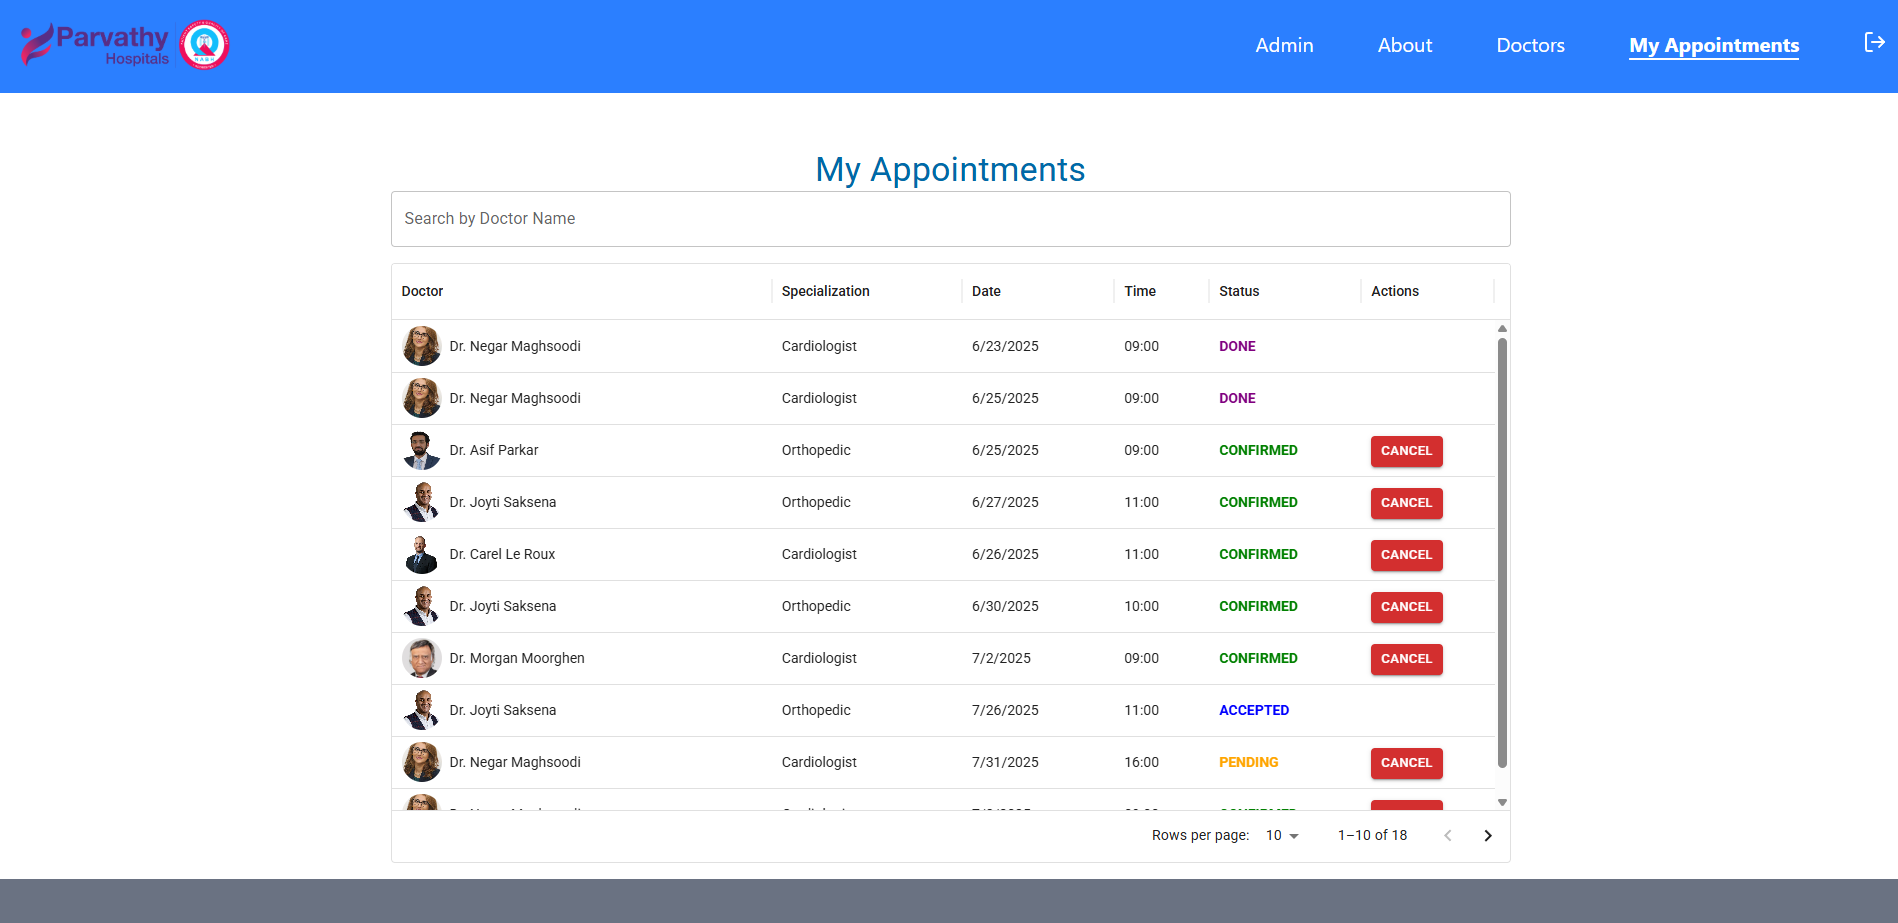 Parvathy
Hospitals
NABH
Admin About Doctors My Appointments
My Appointments
Search by Doctor Name
Doctor Specialization Date Time Status Actions
Dr. Negar Maghsoodi Cardiologist 6/23/2025 09:00 DONE
Dr. Negar Maghsoodi Cardiologist 6/25/2025 09:00 DONE
Dr. Asif Parkar Orthopedic 6/25/2025 09:00 CONFIRMED CANCEL
Dr. Joyti Saksena Orthopedic 6/27/2025 11:00 CONFIRMED CANCEL
Dr. Carel Le Roux Cardiologist 6/26/2025 11:00 CONFIRMED CANCEL
Dr. Joyti Saksena Orthopedic 6/30/2025 10:00 CONFIRMED CANCEL
Dr. Morgan Moorghen Cardiologist 7/2/2025 09:00 CONFIRMED CANCEL
Dr. Joyti Saksena Orthopedic 7/26/2025 11:00 ACCEPTED
Dr. Negar Maghsoodi Cardiologist 7/31/2025 16:00 PENDING CANCEL
Rows per page: 10 1–10 of 18